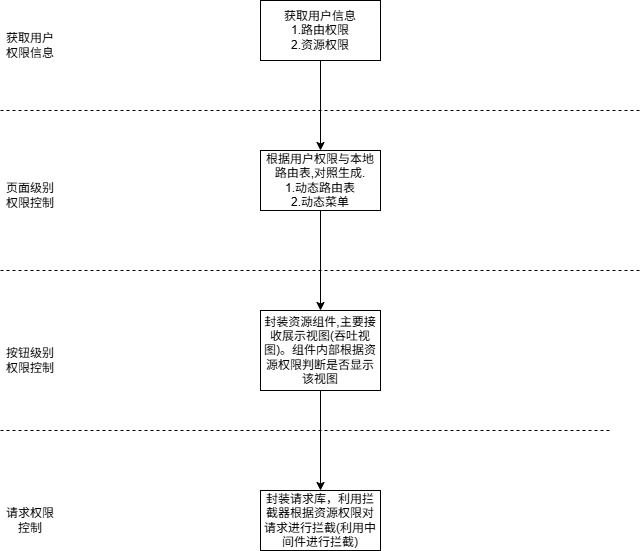 获取用户
权限信息
获取用户信息
1.路由权限
2.资源权限
页面级别
权限控制
根据用户权限与本地
路由表,对照生成.
1.动态路由表
2.动态菜单
按钮级别
权限控制
封装资源组件,主要接
收展示视图(吞吐视
图)。组件内部根据资
源权限判断是否显示
该视图
请求权限
控制
封装请求库，利用拦
截器根据资源权限对
请求进行拦截(利用中
间件进行拦截)